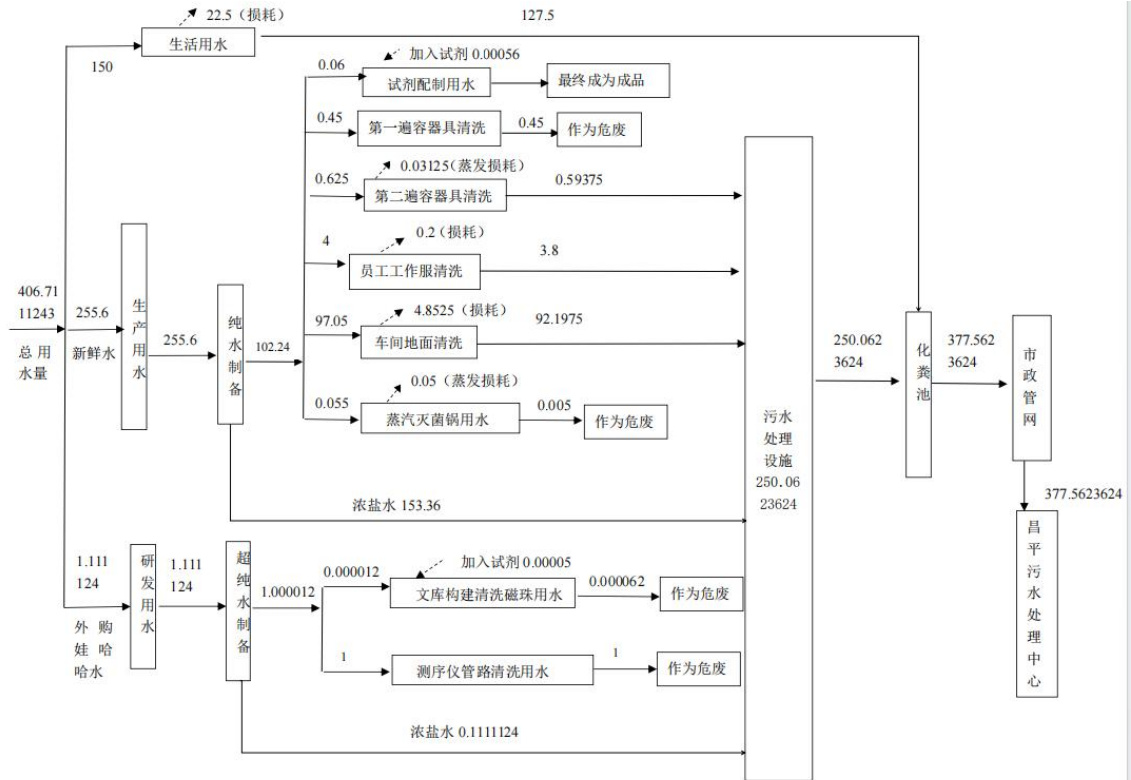 22.5（损耗）
127.5
生活用水
150
加入试剂 0.00056
0.06
试剂配制用水
最终成为成品
0.45
第一遍容器具清洗
0.45
作为危废
0.03125（蒸发损耗）
0.625
第二遍容器具清洗
0.59375
0.2（损耗）
4
员工工作服清洗
3.8
406.71
11243
总 用
水量
255.6
新鲜水
生
产
用
水
255.6
纯
水
制
备
102.24
4.8525（损耗）
97.05
车间地面清洗
92.1975
0.05（蒸发损耗）
0.055
蒸汽灭菌锅用水
0.005
作为危废
浓盐水 153.36
污水
处理
设施
250.06
23624
250.062
3624
化
粪
池
377.562
3624
市
政
管
网
377.5623624
昌
平
污
水
处
理
中
心
1.111
124
外 购
娃 哈
哈水
研
发
用
水
1.111
124
超
纯
水
制
备
1.000012
加入试剂 0.00005
0.000012
文库构建清洗磁珠用水
0.000062
作为危废
1
测序仪管路清洗用水
1
作为危废
浓盐水 0.1111124